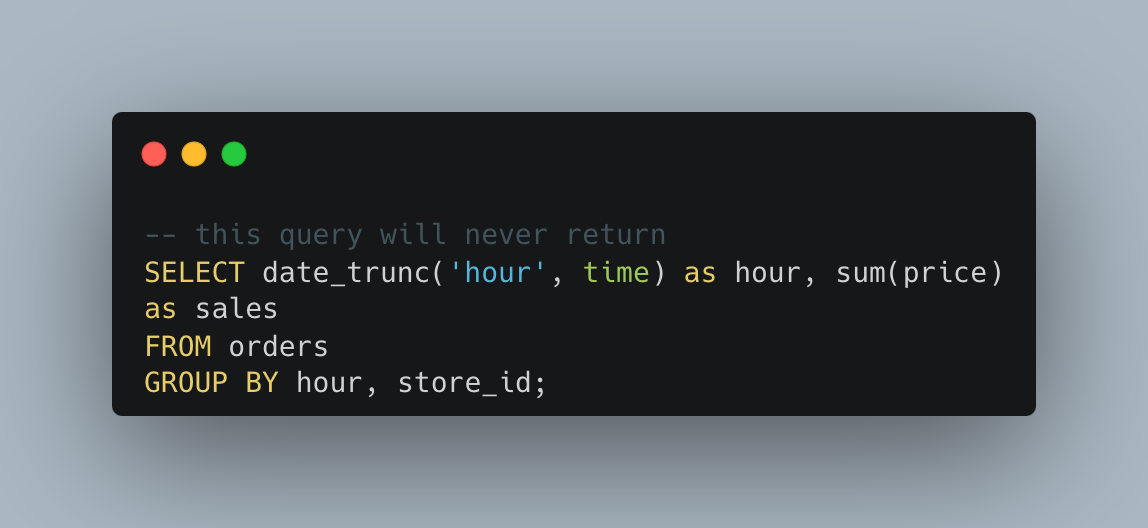 -- this query will never return
SELECT date_trunc('hour', time) as hour, sum(price)
as sales
FROM orders
GROUP BY hour, store_id;